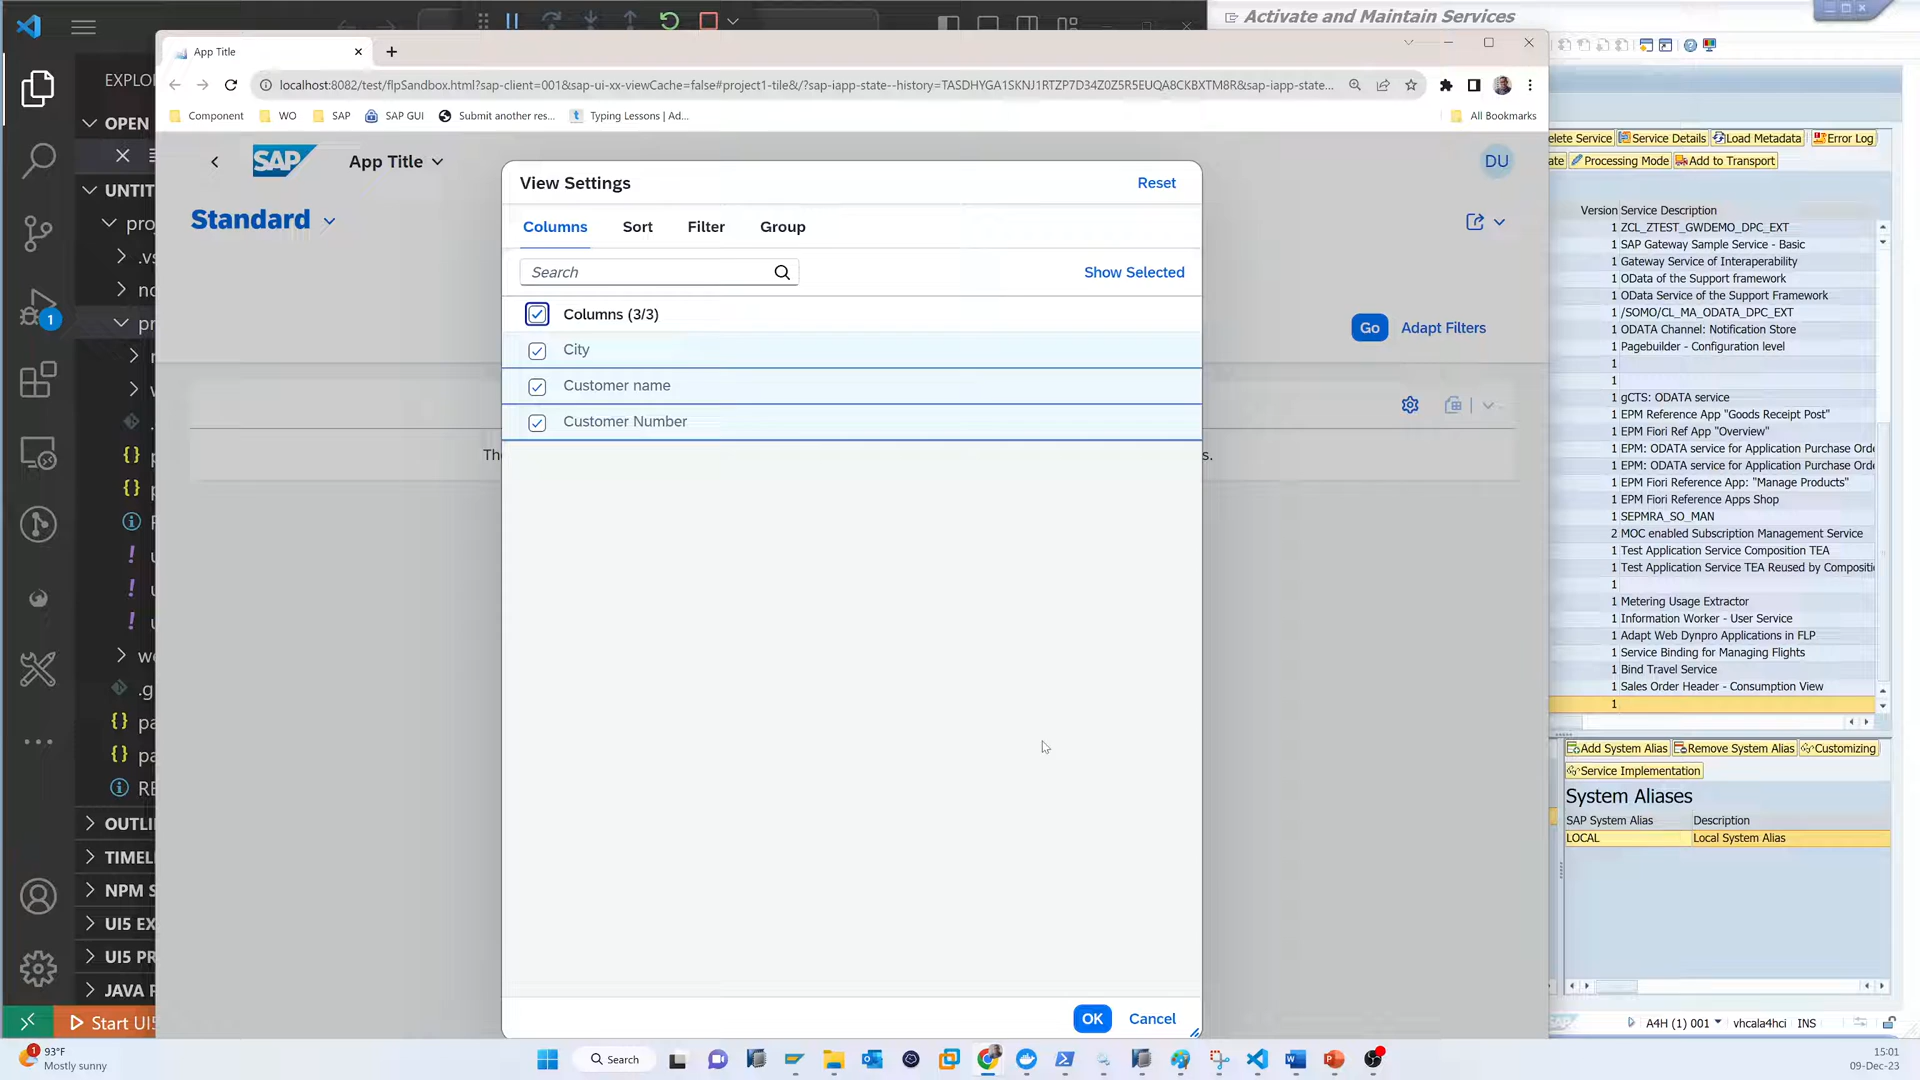 Activate and Maintain Services
App Title
localhost:8082/test/flpSandbox.html?sap-client=001&sap-ui-xx-viewCache=false#project1-tile&/?sap-iapp-state--history=TASDHYGA1SKNJ1RTZP7D34Z0Z5R5EUQA8CKBXTM8R&sap-iapp-state...
Component
WO
SAP
SAP GUI
Submit another res...
Typing Lessons | Ad...
All Bookmarks
EXPLO
OPEN
UNTIT
pro
.vs
no
pr
we
.g
pa
pa
RE
OUTLI
TIMEL
NPM S
UI5 EX
UI5 PR
JAVA P
Start UI5
1
SAP
App Title
DU
Standard
Go
Adapt Filters
The
s.
View Settings
Reset
Columns
Sort
Filter
Group
Search
Show Selected
Columns (3/3)
City
Customer name
Customer Number
OK
Cancel
elete Service
Service Details
Load Metadata
Error Log
ate
Processing Mode
Add to Transport
Version Service Description
1 ZCL_ZTEST_GWDEMO_DPC_EXT
1 SAP Gateway Sample Service - Basic
1 Gateway Service of Interaperability
1 OData of the Support framework
1 OData Service of the Support Framework
1 /SOMO/CL_MA_ODATA_DPC_EXT
1 ODATA Channel: Notification Store
1 Pagebuilder - Configuration level
1
1
1 gCTS: ODATA service
1 EPM Reference App "Goods Receipt Post"
1 EPM Fiori Ref App "Overview"
1 EPM: ODATA service for Application Purchase Orde
1 EPM: ODATA service for Application Purchase Orde
1 EPM Fiori Reference App: "Manage Products"
1 EPM Fiori Reference Apps Shop
1 SEPMRA_SO_MAN
2 MOC enabled Subscription Management Service
1 Test Application Service Composition TEA
1 Test Application Service TEA Reused by Compositi
1
1 Metering Usage Extractor
1 Information Worker - User Service
1 Adapt Web Dynpro Applications in FLP
1 Service Binding for Managing Flights
1 Bind Travel Service
1 Sales Order Header - Consumption View
1
Add System Alias
Remove System Alias
Customizing
Service Implementation
System Aliases
SAP System Alias
Description
LOCAL
Local System Alias
A4H (1) 001
vhcala4hci
INS
1
93°F
Mostly sunny
Search
15:01
09-Dec-23